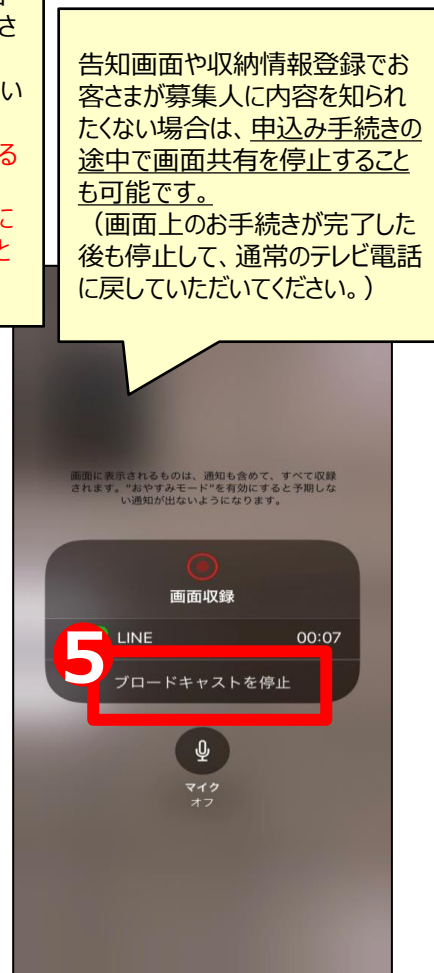 さ
い
る
に
と
告知画面や収納情報登録でお
客さまが募集人に内容を知られ
たくない場合は、申込み手続きの
途中で画面共有を停止すること
も可能です。
（画面上のお手続きが完了した
後も停止して、通常のテレビ電話
に戻していただいてください。）
画面に表示されるものは、通知も含めて、すべて収録
されます。"おやすみモード"を有効にすると予期しな
い通知が出ないようになります。
画面収録
LINE 00:07
5
ブロードキャストを停止
マイク
オフ